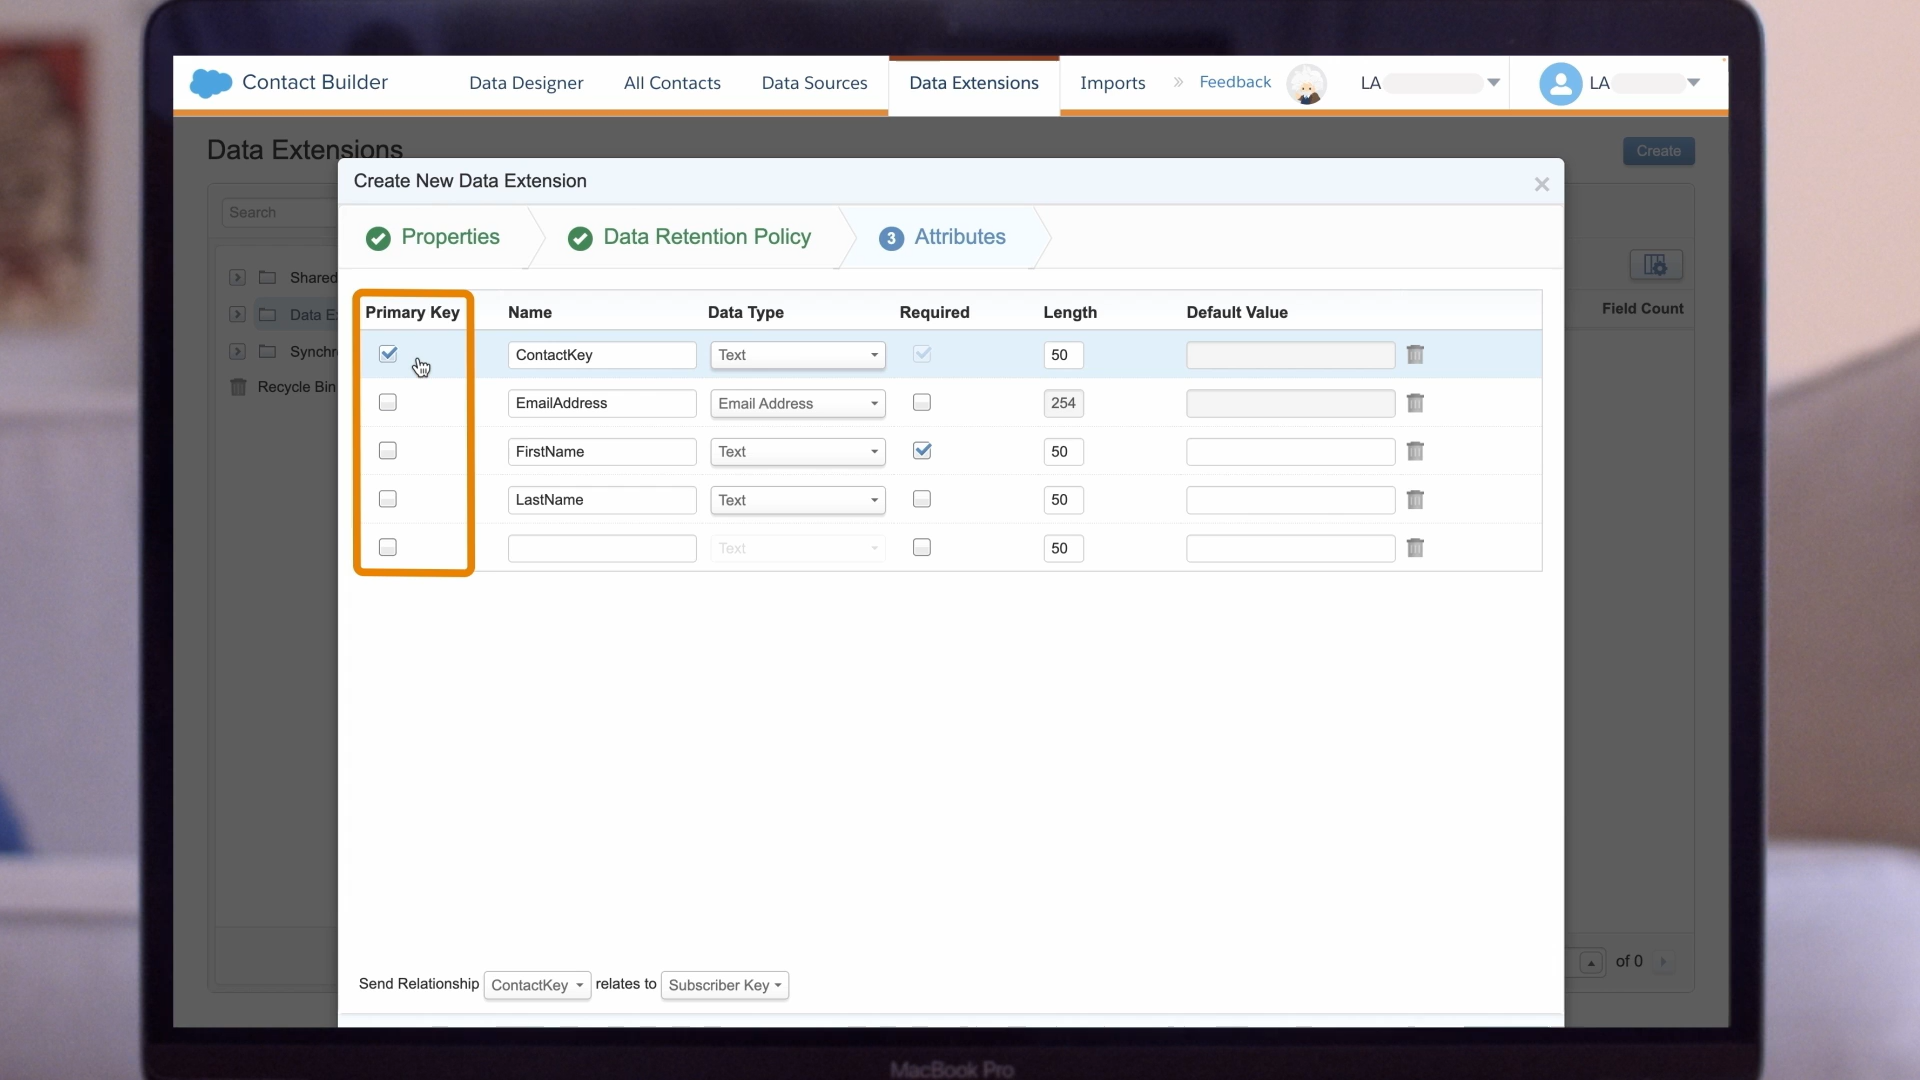 Contact Builder Data Designer All Contacts Data Sources Data Extensions Imports » Feedback LA LA
Data Extensions
Create
Create New Data Extension
Search
Properties Data Retention Policy 3 Attributes
Shared
Data E
Synchr
Recycle Bin
Field Count
Primary Key Name Data Type Required Length Default Value
ContactKey Text 50
EmailAddress Email Address 254
FirstName Text 50
LastName Text 50
Text 50
of 0
Send Relationship ContactKey relates to Subscriber Key
MacBook Pro